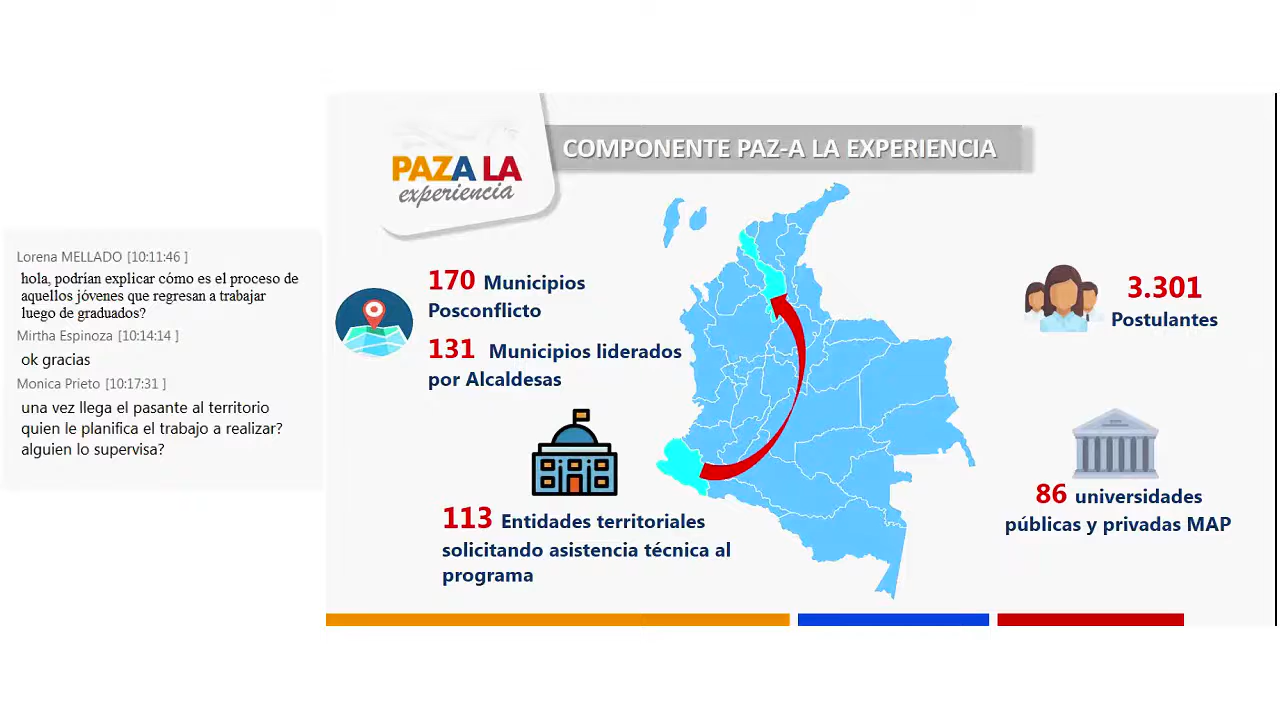 Lorena MELLADO [10:11:46 ]
hola, podrían explicar cómo es el proceso de
aquellos jóvenes que regresan a trabajar
luego de graduados?
Mirtha Espinoza [10:14:14 ]
ok gracias
Monica Prieto [10:17:31 ]
una vez llega el pasante al territorio
quien le planifica el trabajo a realizar?
alguien lo supervisa?
PAZA LA
experiencia
COMPONENTE PAZ-A LA EXPERIENCIA
170 Municipios
Posconflicto
131 Municipios liderados
por Alcaldesas
113 Entidades territoriales
solicitando asistencia técnica al
programa
3.301
Postulantes
86 universidades
públicas y privadas MAP